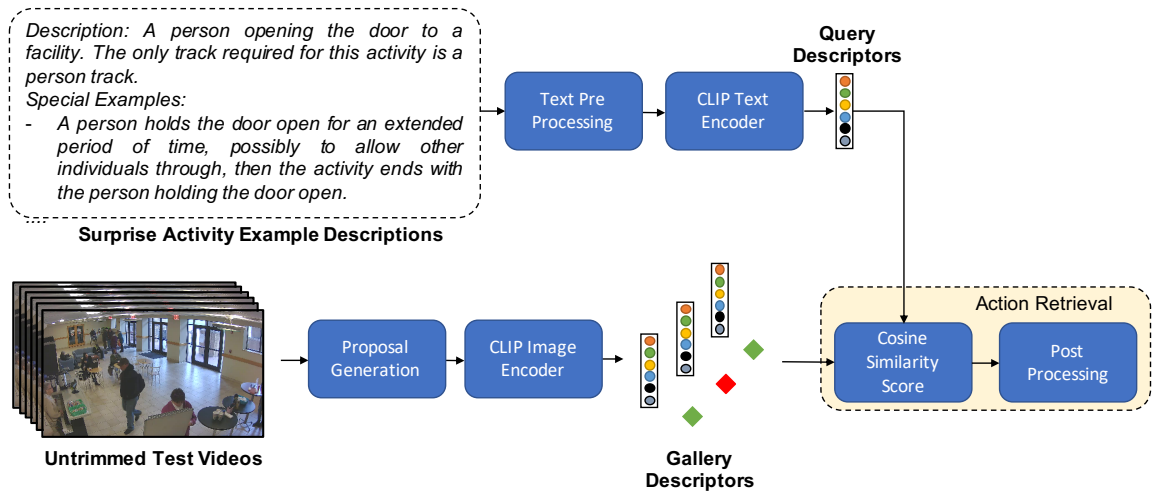 Description: A person opening the door to a
facility. The only track required for this activity is a
person track.
Special Examples:
- A person holds the door open for an extended
period of time, possibly to allow other
individuals through, then the activity ends with
the person holding the door open.
....
Surprise Activity Example Descriptions
Text Pre
Processing
CLIP Text
Encoder
Query
Descriptors
Untrimmed Test Videos
Proposal
Generation
CLIP Image
Encoder
Gallery
Descriptors
Action Retrieval
Cosine
Similarity
Score
Post
Processing